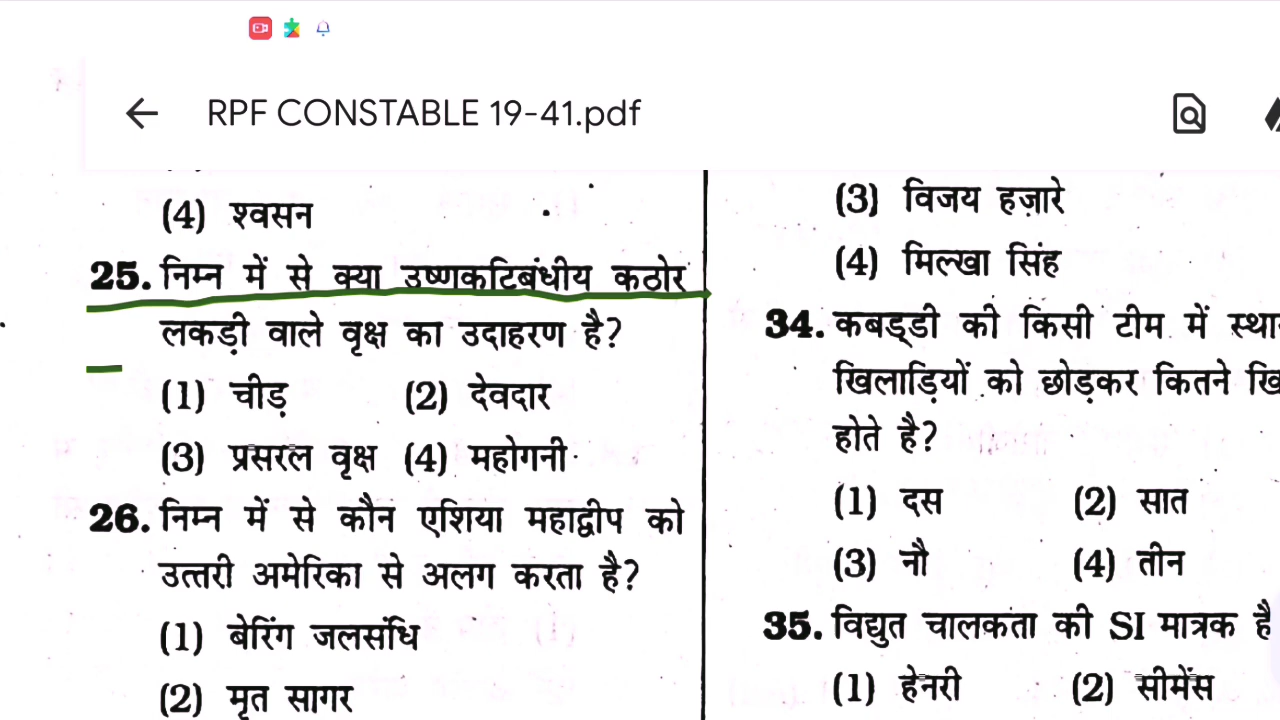 RPF CONSTABLE 19-41.pdf
(4) श्वसन
25. निम्न में से क्या उष्णकटिबंधीय कठोर
लकड़ी वाले वृक्ष का उदाहरण है?
(1) चीड़ (2) देवदार
(3) प्रसरल वृक्ष (4) महोगनी
26. निम्न में से कौन एशिया महाद्वीप को
उत्तरी अमेरिका से अलग करता है?
(1) बेरिंग जलसंधि
(2) मृत सागर
(3) विजय हज़ारे
(4) मिल्खा सिंह
34. कबड्डी की किसी टीम में
खिलाड़ियों को छोड़कर कितने
होते है?
(1) दस (2) सात
(3) नौ (4) तीन
35. विद्युत चालकता की SI मात्रक है
(1) हेनरी (2) सीमेंस